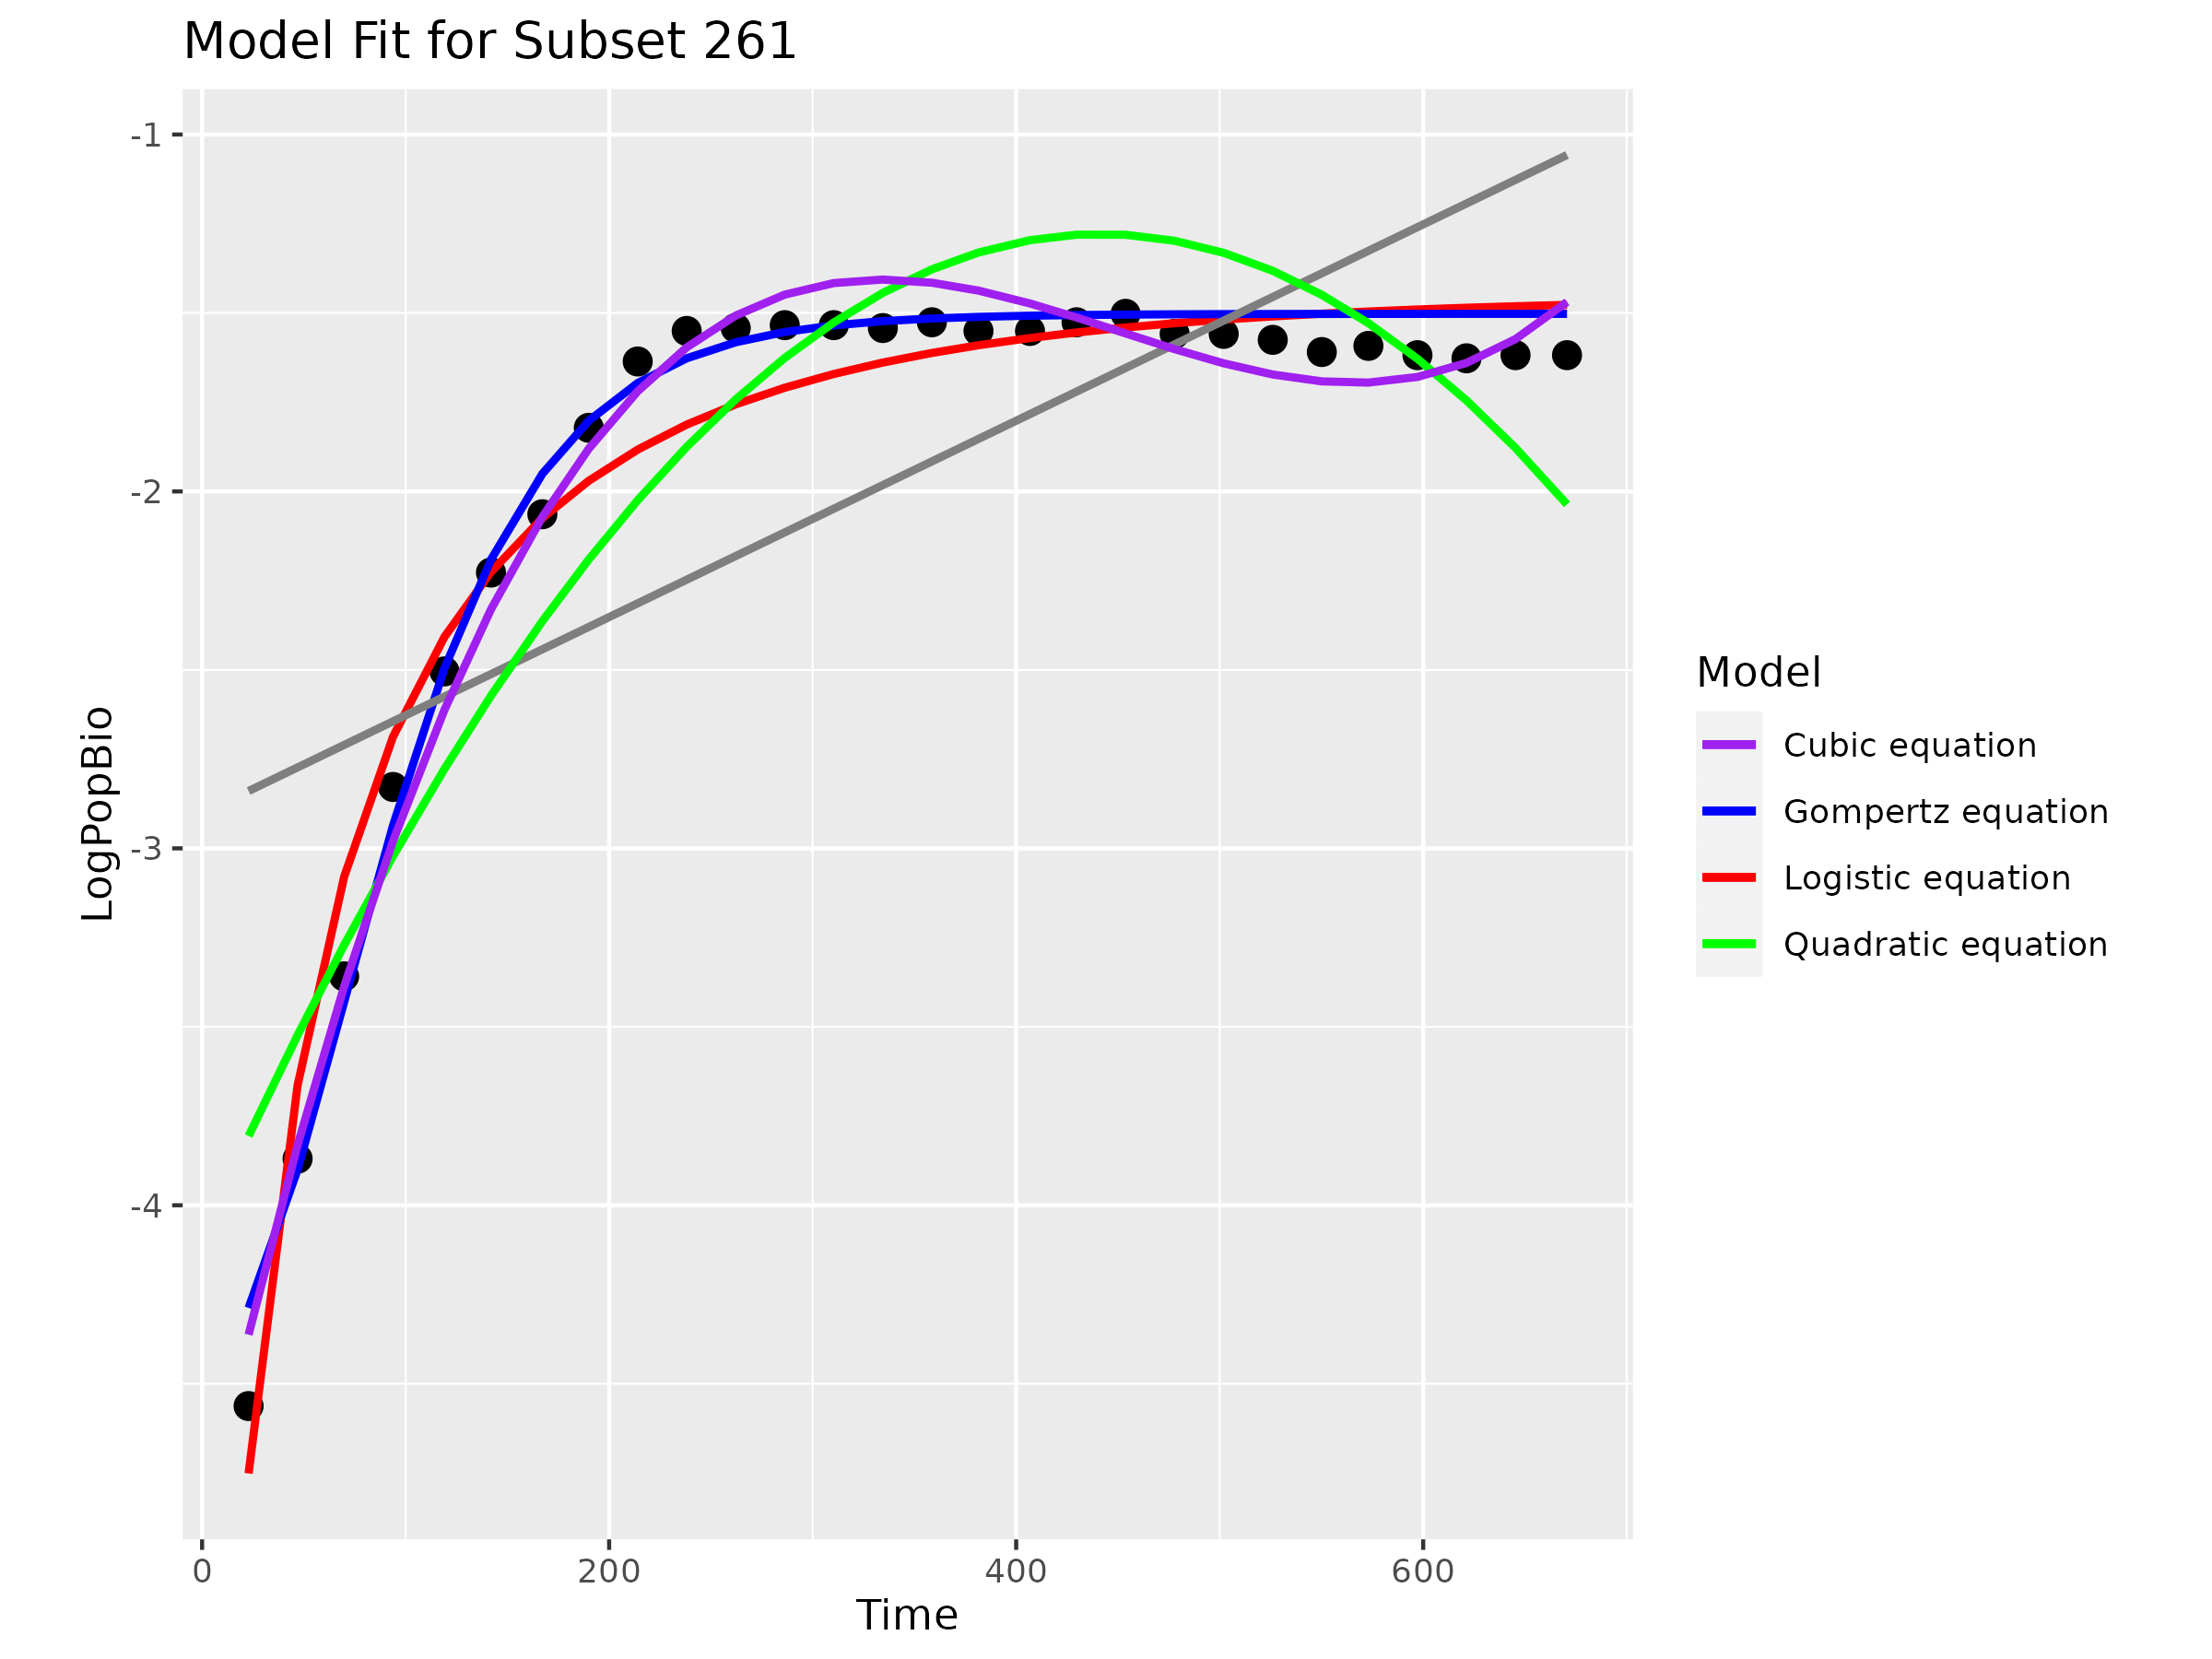 Model Fit for Subset 261
-1
-2
-3
-4
LogPopBio
0 200 400 600
Time
Model
Cubic equation
Gompertz equation
Logistic equation
Quadratic equation